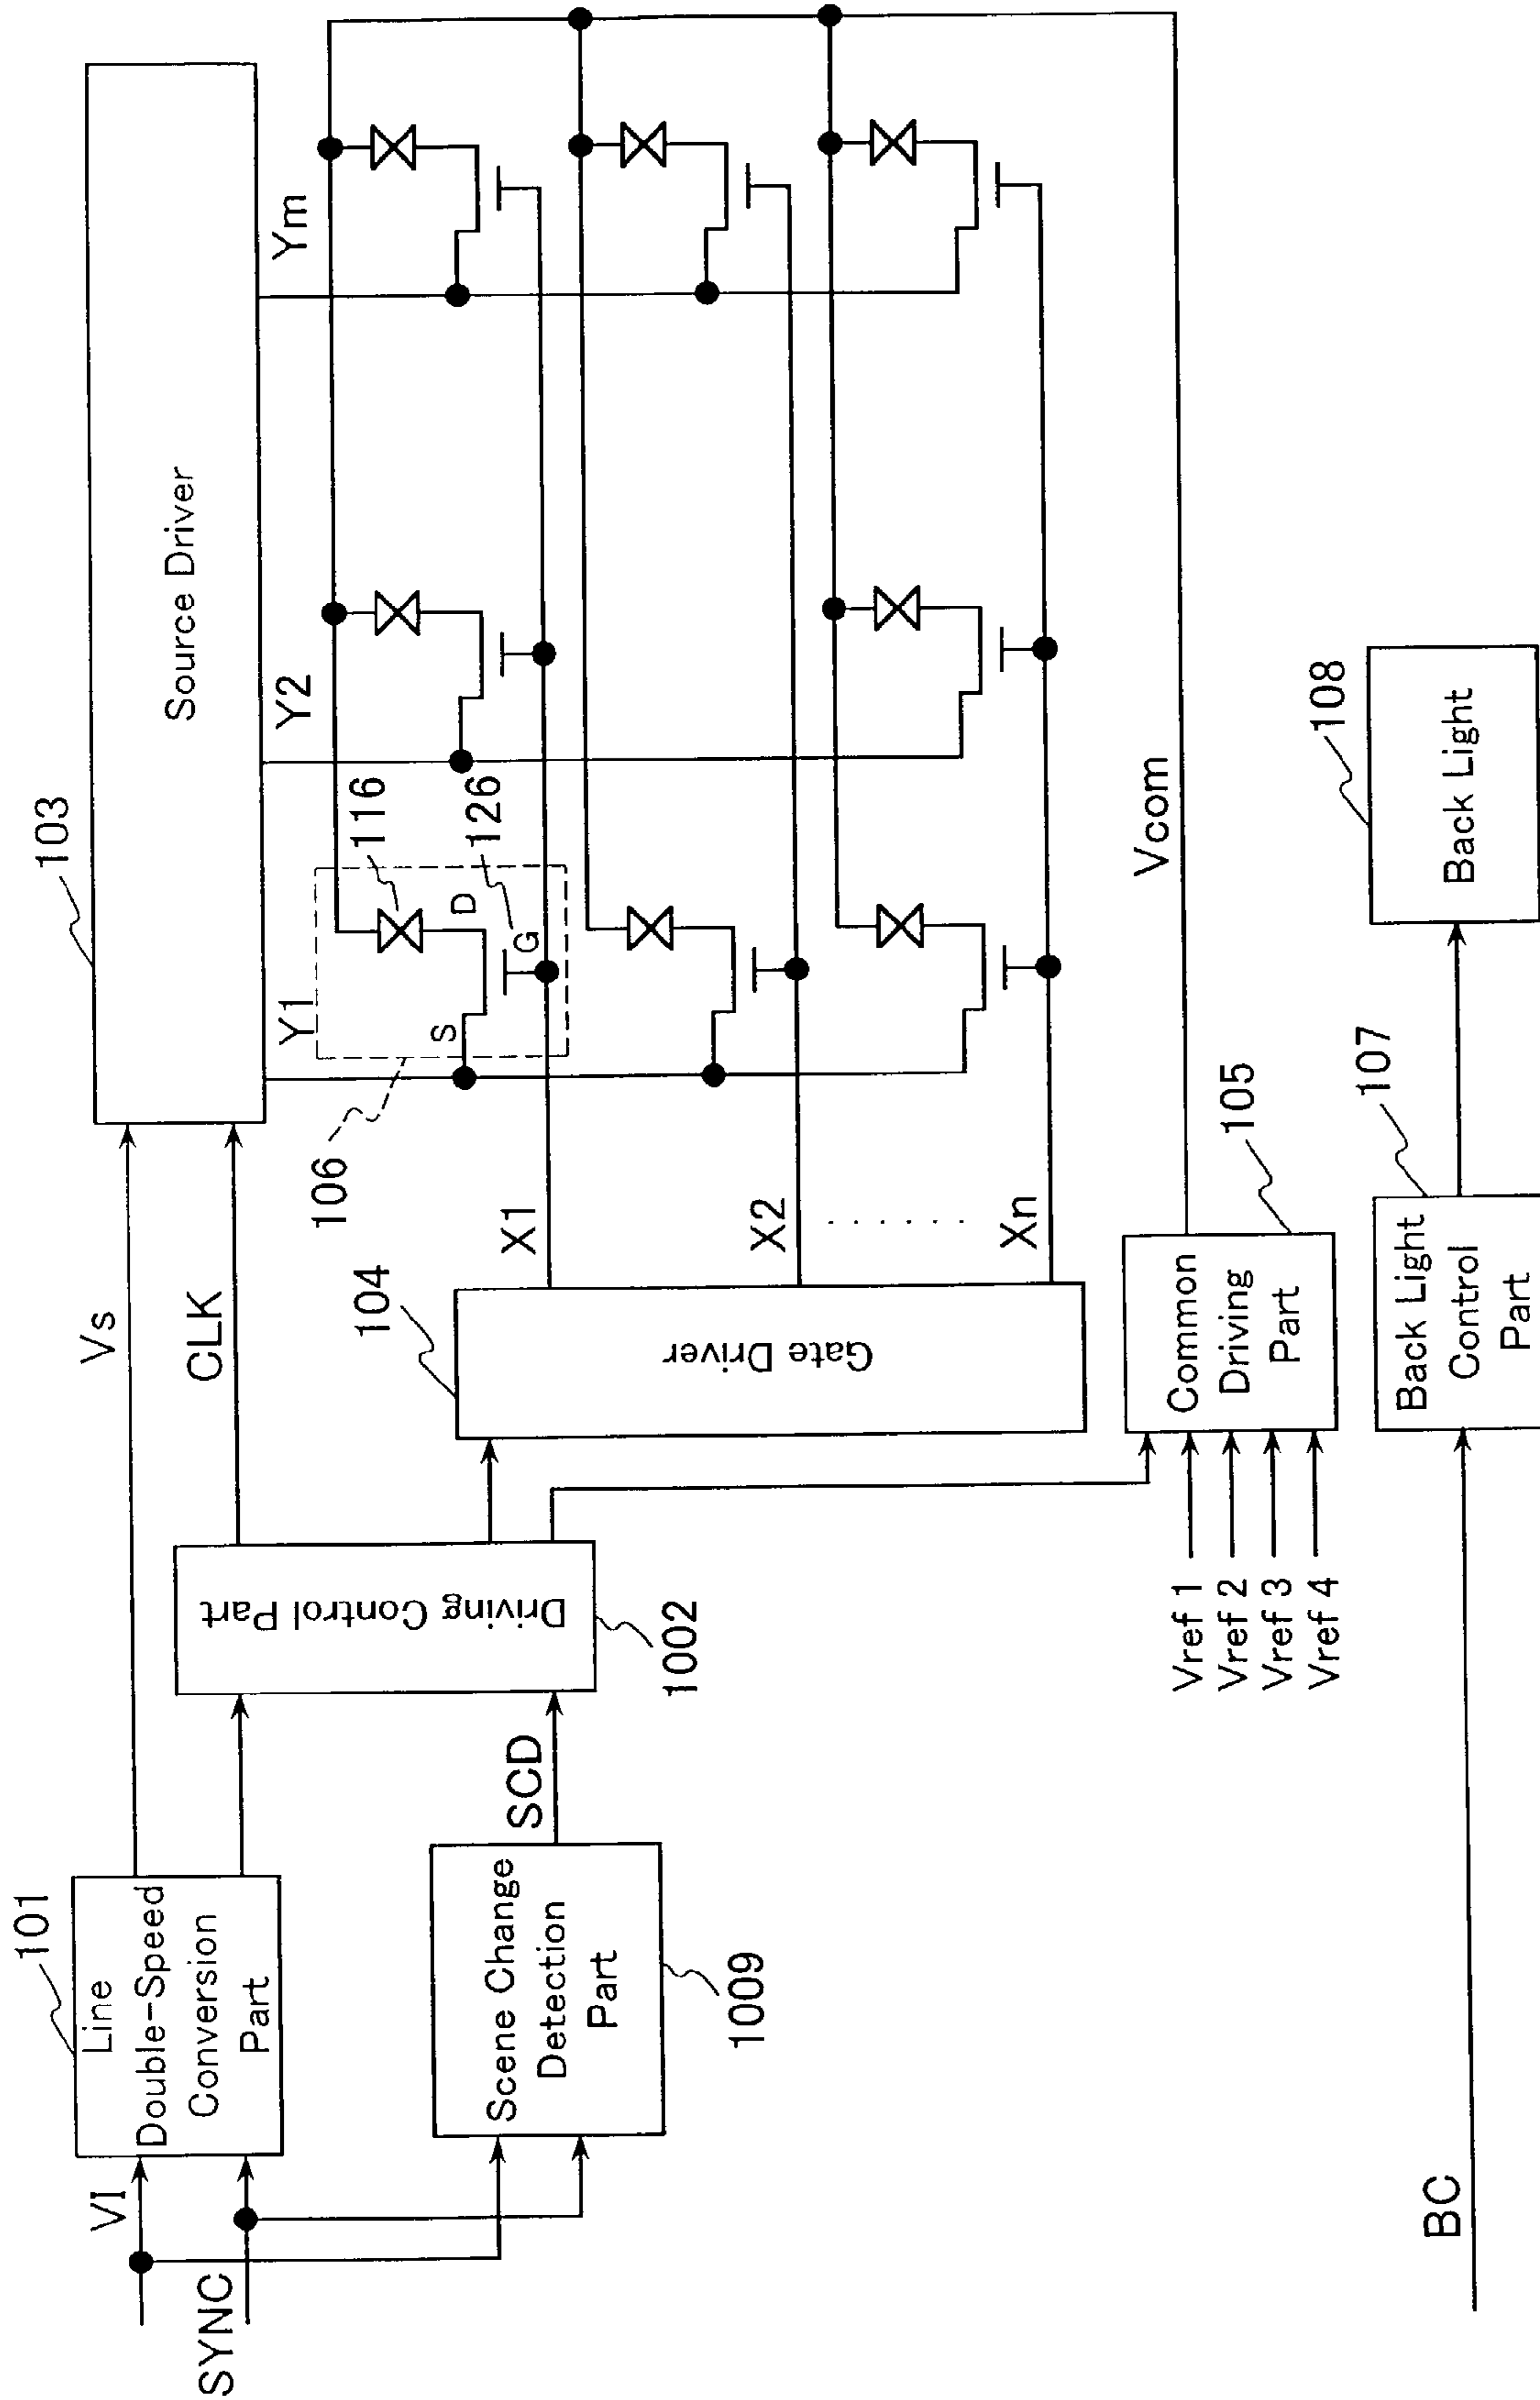 VI
SYNC
101
Line
Double-Speed
Conversion
Part
Scene Change
Detection
Part
1009
SCD
Driving Control Part
1002
Vs
CLK
103
Source Driver
104
Gate Driver
X1
X2
. . . . . .
Xn
106
Y1
Y2
Ym
116
126
S
D
G
Vref 1
Vref 2
Vref 3
Vref 4
Common
Driving
Part
105
Vcom
BC
Back Light
Control
Part
107
Back Light
108